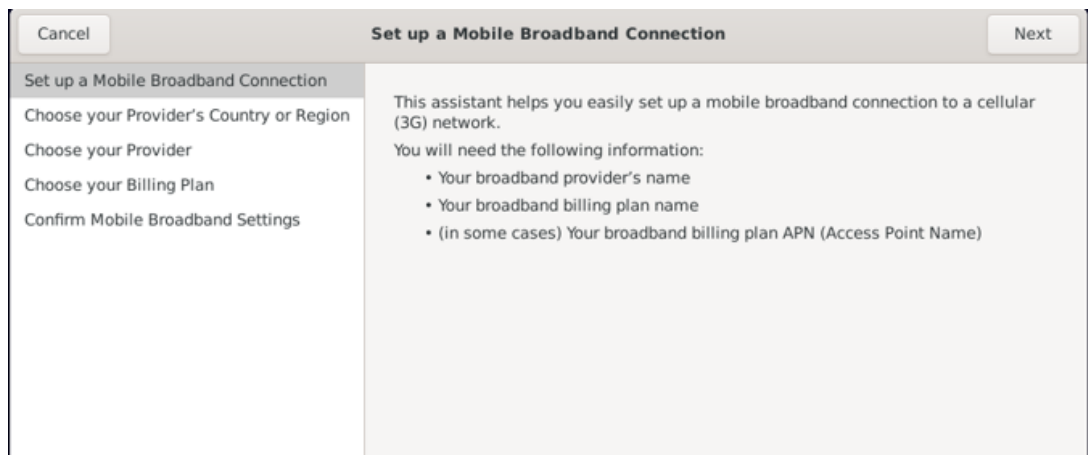 Cancel
Set up a Mobile Broadband Connection
Next
Set up a Mobile Broadband Connection
Choose your Provider’s Country or Region
Choose your Provider
Choose your Billing Plan
Confirm Mobile Broadband Settings
This assistant helps you easily set up a mobile broadband connection to a cellular
(3G) network.
You will need the following information:
• Your broadband provider’s name
• Your broadband billing plan name
• (in some cases) Your broadband billing plan APN (Access Point Name)